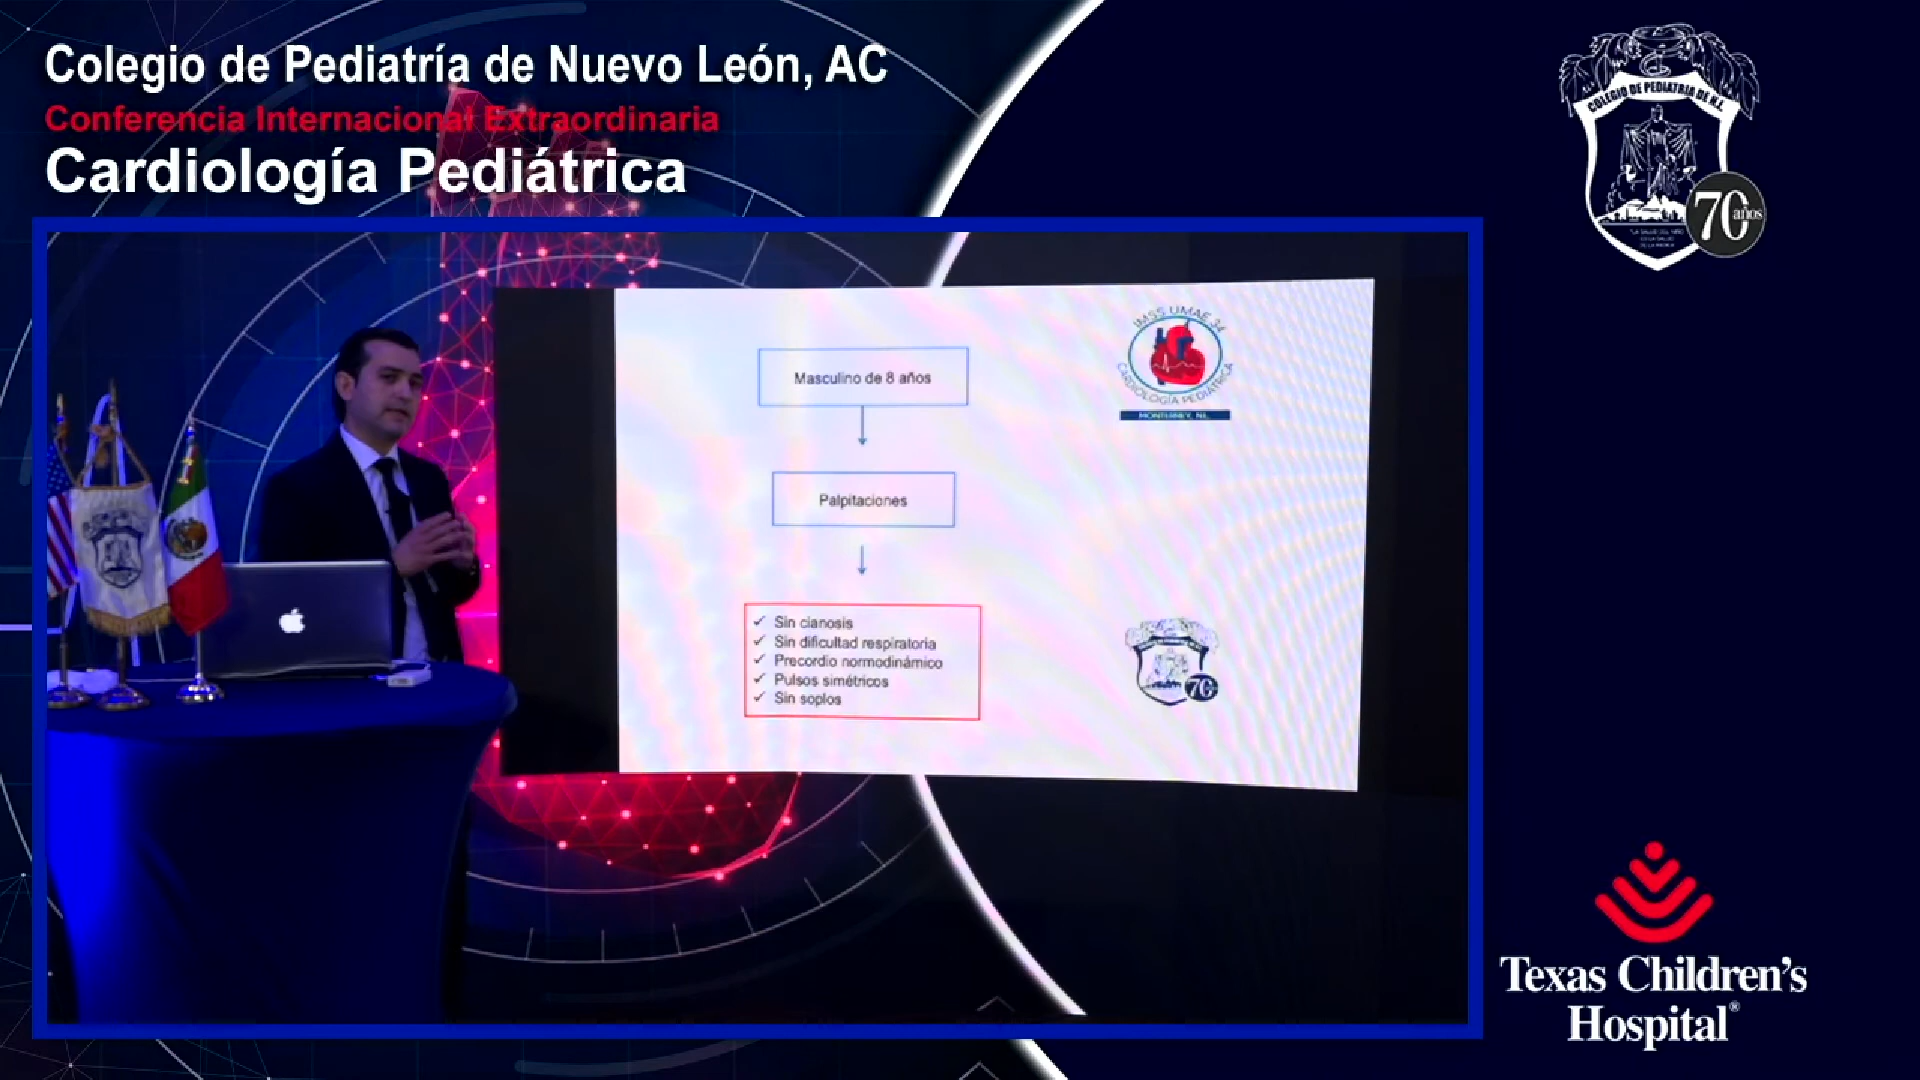 Colegio de Pediatría de Nuevo León, AC
Conferencia Internacional Extraordinaria
Cardiología Pediátrica
COLEGIO DE PEDIATRIA DE N.L.
70 años
Masculino de 8 años
Palpitaciones
✓ Sin cianosis
✓ Sin dificultad respiratoria
✓ Precordio normodinámico
✓ Pulsos simétricos
✓ Sin soplos
IMSS UMAE 34
CARDIOLOGÍA PEDIÁTRICA
MONTERREY, N.L.
70
Texas Children's
Hospital®